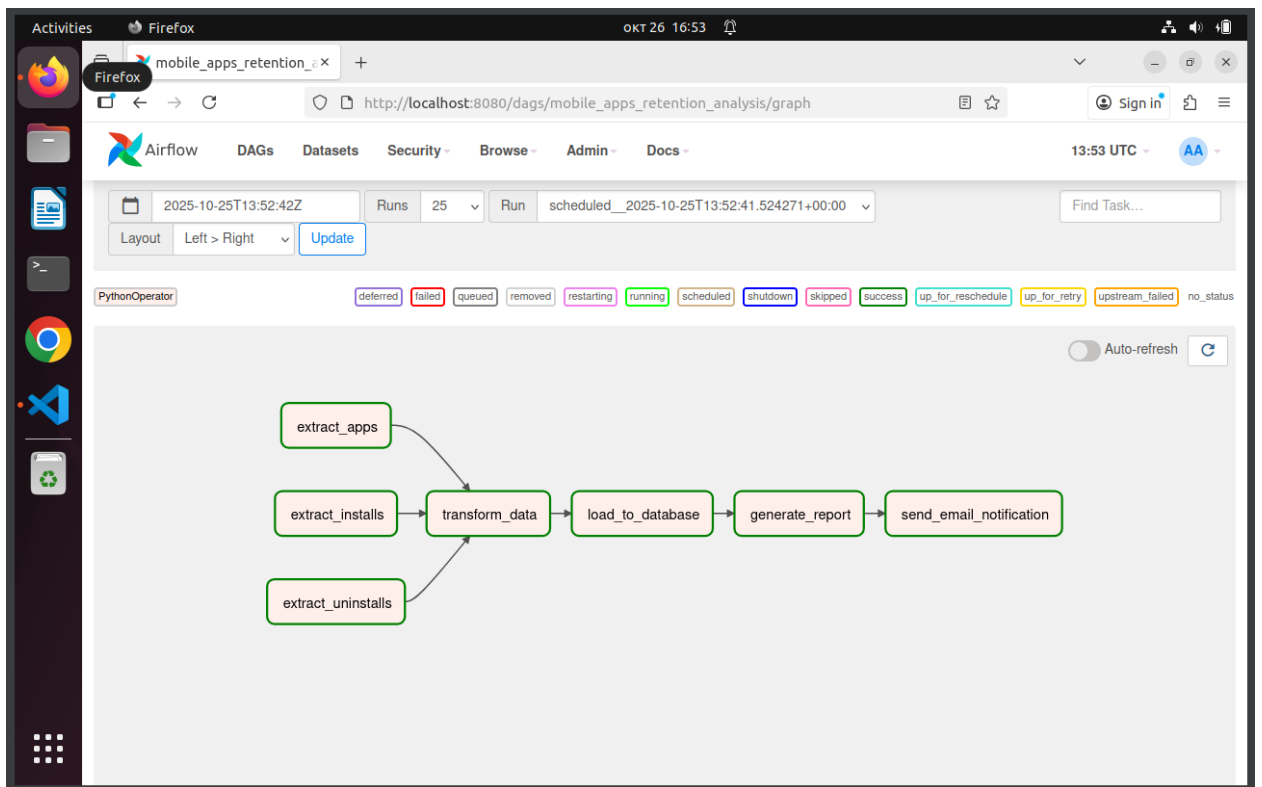 Activities Firefox окт 26 16:53
mobile_apps_retention_a
Firefox
http://localhost:8080/dags/mobile_apps_retention_analysis/graph Sign in
Airflow DAGs Datasets Security Browse Admin Docs 13:53 UTC AA
2025-10-25T13:52:42Z Runs 25 Run scheduled__2025-10-25T13:52:41.524271+00:00 Find Task...
Layout Left > Right Update
PythonOperator deferred failed queued removed restarting running scheduled shutdown skipped success up_for_reschedule up_for_retry upstream_failed no_status
Auto-refresh
extract_apps
extract_installs transform_data load_to_database generate_report send_email_notification
extract_uninstalls